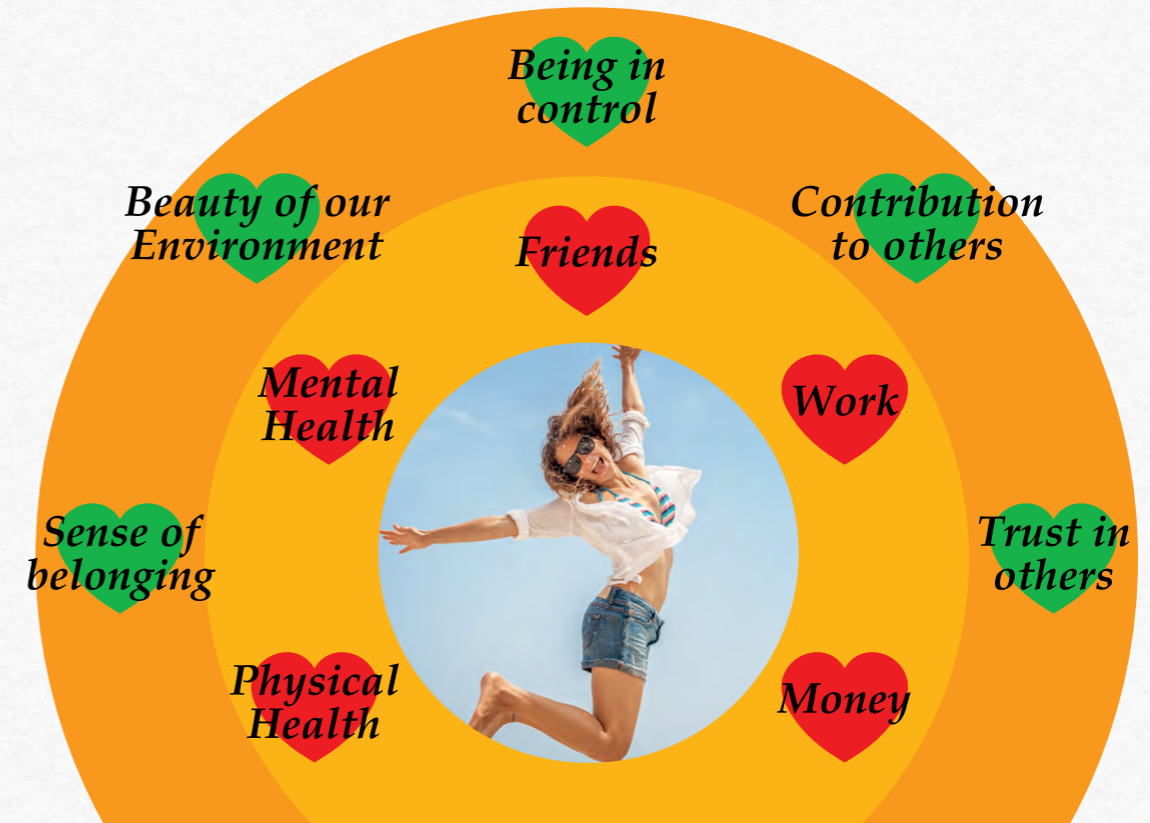 Being in
control
Beauty of our
Environment
Contribution
to others
Friends
Mental
Health
Work
Sense of
belonging
Trust in
others
Physical
Health
Money